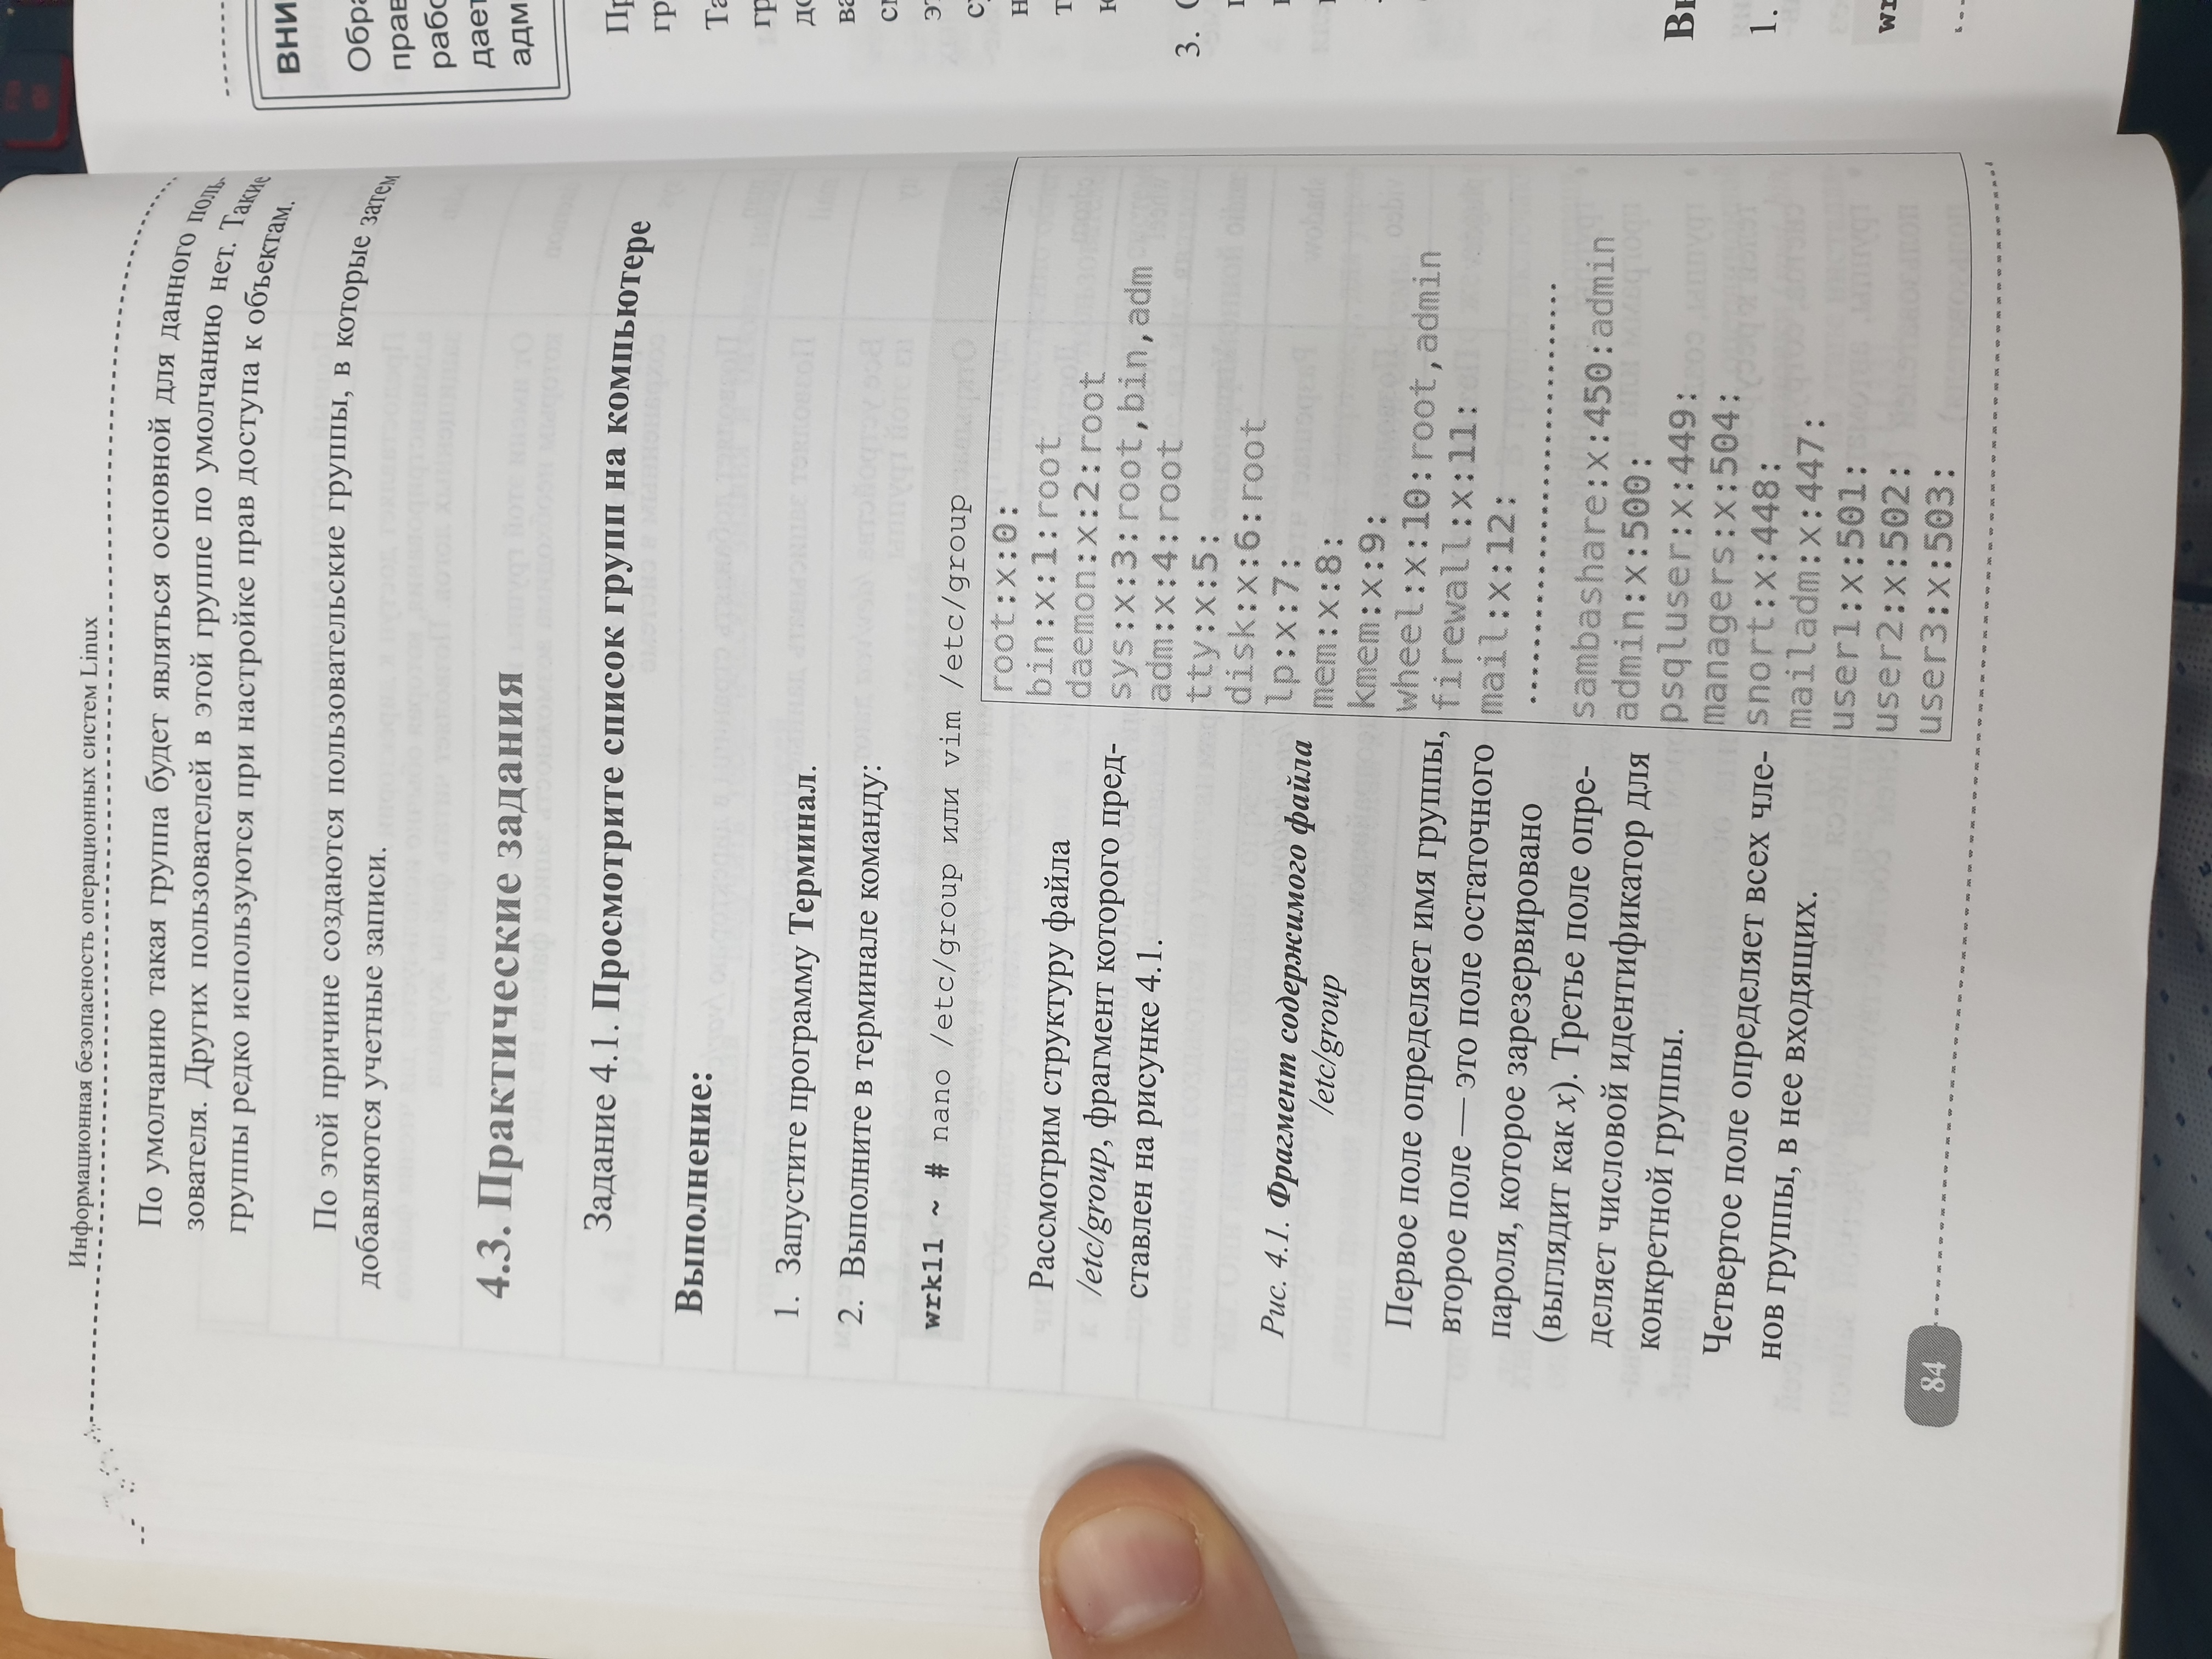 Информационная безопасность операционных систем Linux
По умолчанию такая группа будет являться основной для данного поль-
зователя. Других пользователей в этой группе по умолчанию нет. Такие
группы редко используются при настройке прав доступа к объектам.
По этой причине создаются пользовательские группы, в которые затем
добавляются учетные записи.
4.3. Практические задания
Задание 4.1. Просмотрите список групп на компьютере
Выполнение:
1. Запустите программу Терминал.
2. Выполните в терминале команду:
wrk11 ~ # nano /etc/group или vim /etc/group
Рассмотрим структуру файла
/etc/group, фрагмент которого пред-
ставлен на рисунке 4.1.
Рис. 4.1. Фрагмент содержимого файла
/etc/group
Первое поле определяет имя группы,
второе поле — это поле остаточного
пароля, которое зарезервировано
(выглядит как x). Третье поле опре-
деляет числовой идентификатор для
конкретной группы.
Четвертое поле определяет всех чле-
нов группы, в нее входящих.
root:x:0:
bin:x:1:root
daemon:x:2:root
sys:x:3:root,bin,adm
adm:x:4:root
tty:x:5:
disk:x:6:root
lp:x:7:
mem:x:8:
kmem:x:9:
wheel:x:10:root,admin
firewall:x:11:
mail:x:12:
sambashare:x:450:admin
admin:x:500:
psqluser:x:449:
managers:x:504:
snort:x:448:
mailadm:x:447:
user1:x:501:
user2:x:502:
user3:x:503:
84
3.
1.